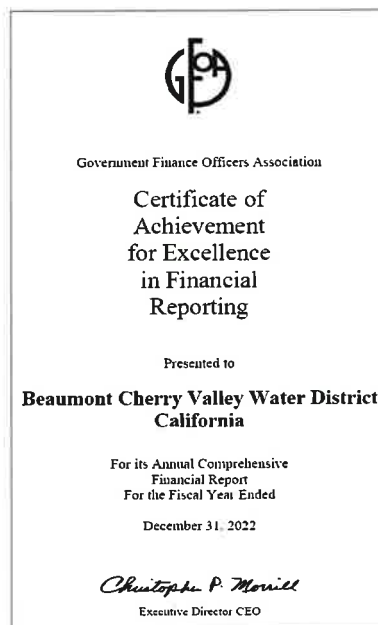 GFOA
Government Finance Officers Association
Certificate of
Achievement
for Excellence
in Financial
Reporting
Presented to
Beaumont Cherry Valley Water District
California
For its Annual Comprehensive
Financial Report
For the Fiscal Year Ended
December 31, 2022
Christopher P. Morrill
Executive Director CEO